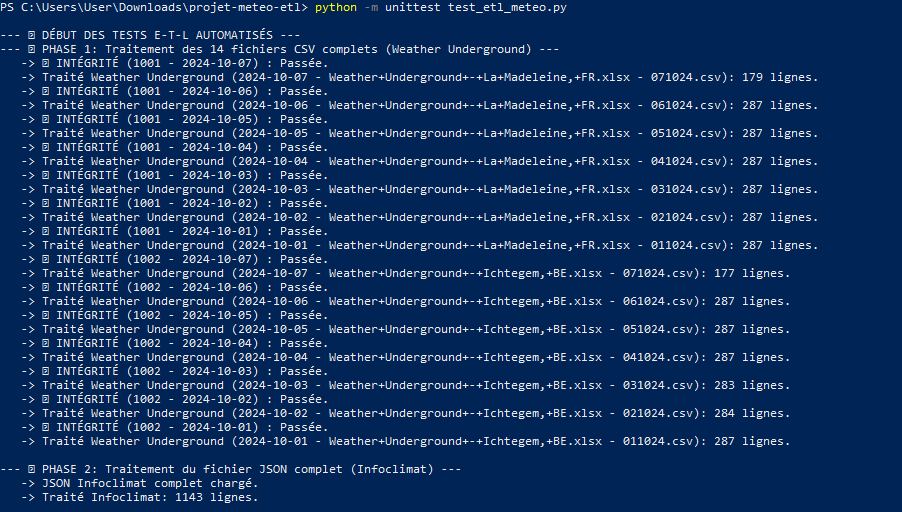 PS C:\Users\User\Downloads\projet-meteo-etl> python -m unittest test_etl_meteo.py
--- DÉBUT DES TESTS E-T-L AUTOMATISÉS ---
--- PHASE 1: Traitement des 14 fichiers CSV complets (Weather Underground) ---
-> INTÉGRITÉ (1001 - 2024-10-07) : Passée.
-> Traité Weather Underground (2024-10-07 - Weather+Underground+-+La+Madeleine,+FR.xlsx - 071024.csv): 179 lignes.
-> INTÉGRITÉ (1001 - 2024-10-06) : Passée.
-> Traité Weather Underground (2024-10-06 - Weather+Underground+-+La+Madeleine,+FR.xlsx - 061024.csv): 287 lignes.
-> INTÉGRITÉ (1001 - 2024-10-05) : Passée.
-> Traité Weather Underground (2024-10-05 - Weather+Underground+-+La+Madeleine,+FR.xlsx - 051024.csv): 287 lignes.
-> INTÉGRITÉ (1001 - 2024-10-04) : Passée.
-> Traité Weather Underground (2024-10-04 - Weather+Underground+-+La+Madeleine,+FR.xlsx - 041024.csv): 287 lignes.
-> INTÉGRITÉ (1001 - 2024-10-03) : Passée.
-> Traité Weather Underground (2024-10-03 - Weather+Underground+-+La+Madeleine,+FR.xlsx - 031024.csv): 287 lignes.
-> INTÉGRITÉ (1001 - 2024-10-02) : Passée.
-> Traité Weather Underground (2024-10-02 - Weather+Underground+-+La+Madeleine,+FR.xlsx - 021024.csv): 287 lignes.
-> INTÉGRITÉ (1001 - 2024-10-01) : Passée.
-> Traité Weather Underground (2024-10-01 - Weather+Underground+-+La+Madeleine,+FR.xlsx - 011024.csv): 287 lignes.
-> INTÉGRITÉ (1002 - 2024-10-07) : Passée.
-> Traité Weather Underground (2024-10-07 - Weather+Underground+-+Ichtegem,+BE.xlsx - 071024.csv): 177 lignes.
-> INTÉGRITÉ (1002 - 2024-10-06) : Passée.
-> Traité Weather Underground (2024-10-06 - Weather+Underground+-+Ichtegem,+BE.xlsx - 061024.csv): 287 lignes.
-> INTÉGRITÉ (1002 - 2024-10-05) : Passée.
-> Traité Weather Underground (2024-10-05 - Weather+Underground+-+Ichtegem,+BE.xlsx - 051024.csv): 287 lignes.
-> INTÉGRITÉ (1002 - 2024-10-04) : Passée.
-> Traité Weather Underground (2024-10-04 - Weather+Underground+-+Ichtegem,+BE.xlsx - 041024.csv): 287 lignes.
-> INTÉGRITÉ (1002 - 2024-10-03) : Passée.
-> Traité Weather Underground (2024-10-03 - Weather+Underground+-+Ichtegem,+BE.xlsx - 031024.csv): 283 lignes.
-> INTÉGRITÉ (1002 - 2024-10-02) : Passée.
-> Traité Weather Underground (2024-10-02 - Weather+Underground+-+Ichtegem,+BE.xlsx - 021024.csv): 284 lignes.
-> INTÉGRITÉ (1002 - 2024-10-01) : Passée.
-> Traité Weather Underground (2024-10-01 - Weather+Underground+-+Ichtegem,+BE.xlsx - 011024.csv): 287 lignes.
--- PHASE 2: Traitement du fichier JSON complet (Infoclimat) ---
-> JSON Infoclimat complet chargé.
-> Traité Infoclimat: 1143 lignes.